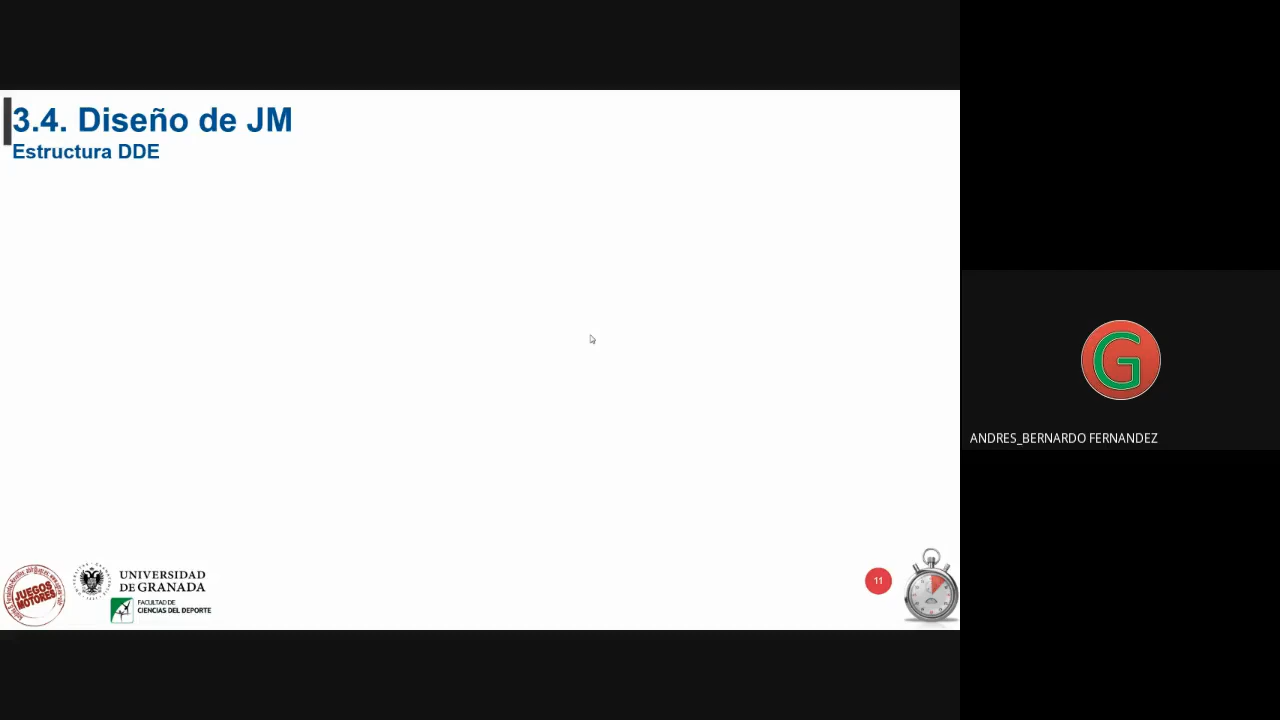 3.4. Diseño de JM
Estructura DDE
G
ANDRES_BERNARDO FERNANDEZ
JUEGOS
MOTORES
UNIVERSIDAD
DE GRANADA
FACULTAD DE
CIENCIAS DEL DEPORTE
11